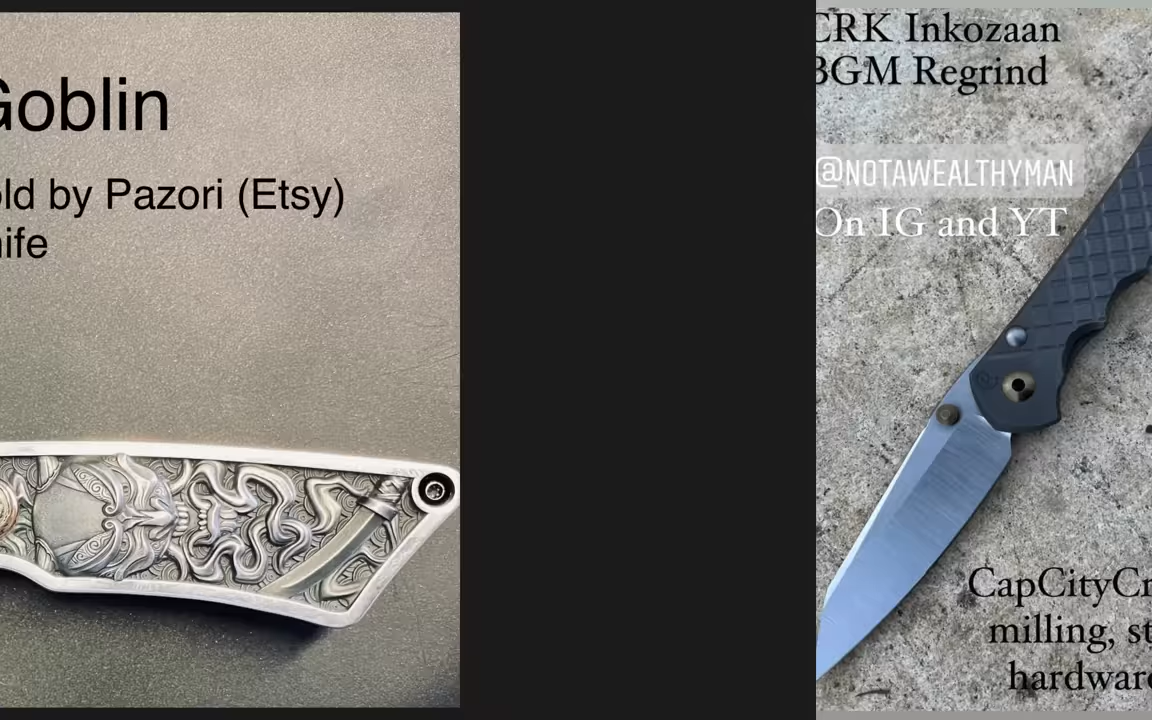 Goblin
old by Pazori (Etsy)
nife
CRK Inkozaan
BGM Regrind
@NOTAWEALTHYMAN
On IG and YT
CapCityCr
milling, st
hardware